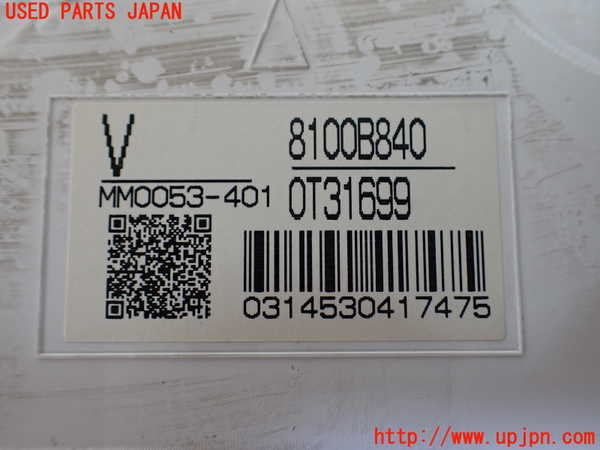 USED PARTS JAPAN
V
8100B840
MM0053-401
0T31699
0314530417475
http://www.upjpn.com/